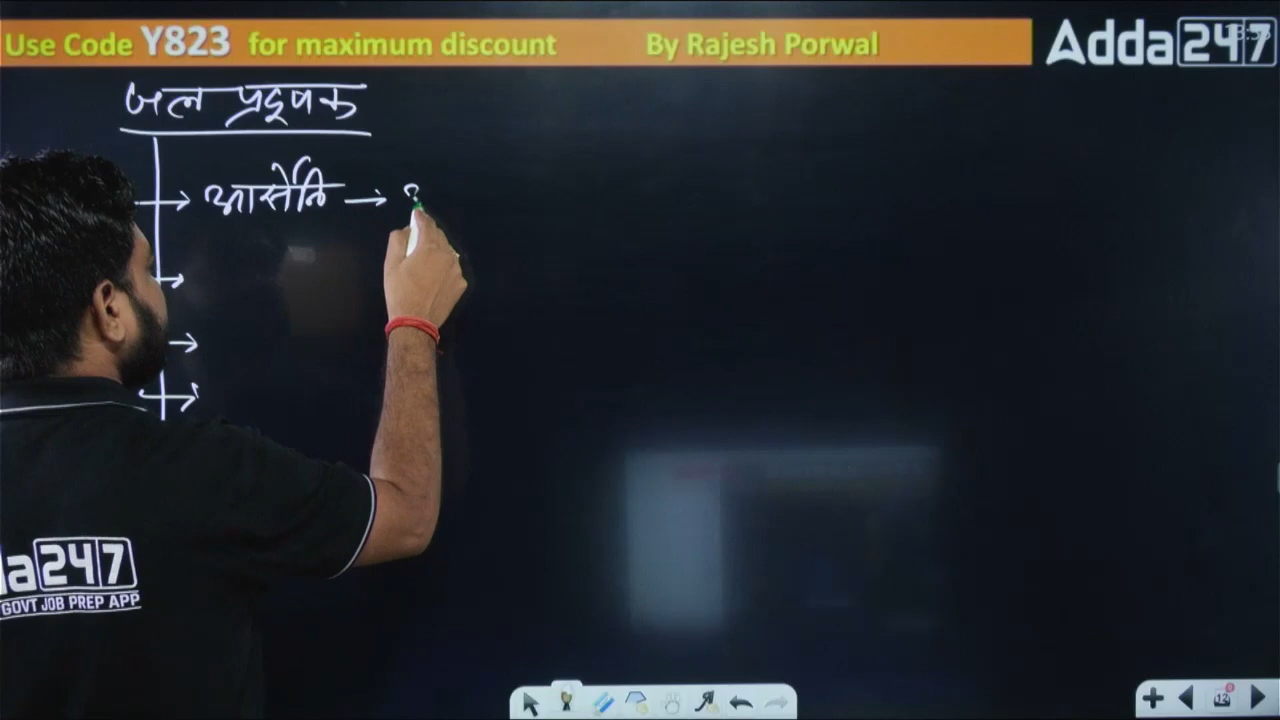 Use Code Y823 for maximum discount By Rajesh Porwal
Adda247
जल प्रदूषक
→ आर्सेनि →
→
→
→
a247
GOVT JOB PREP APP